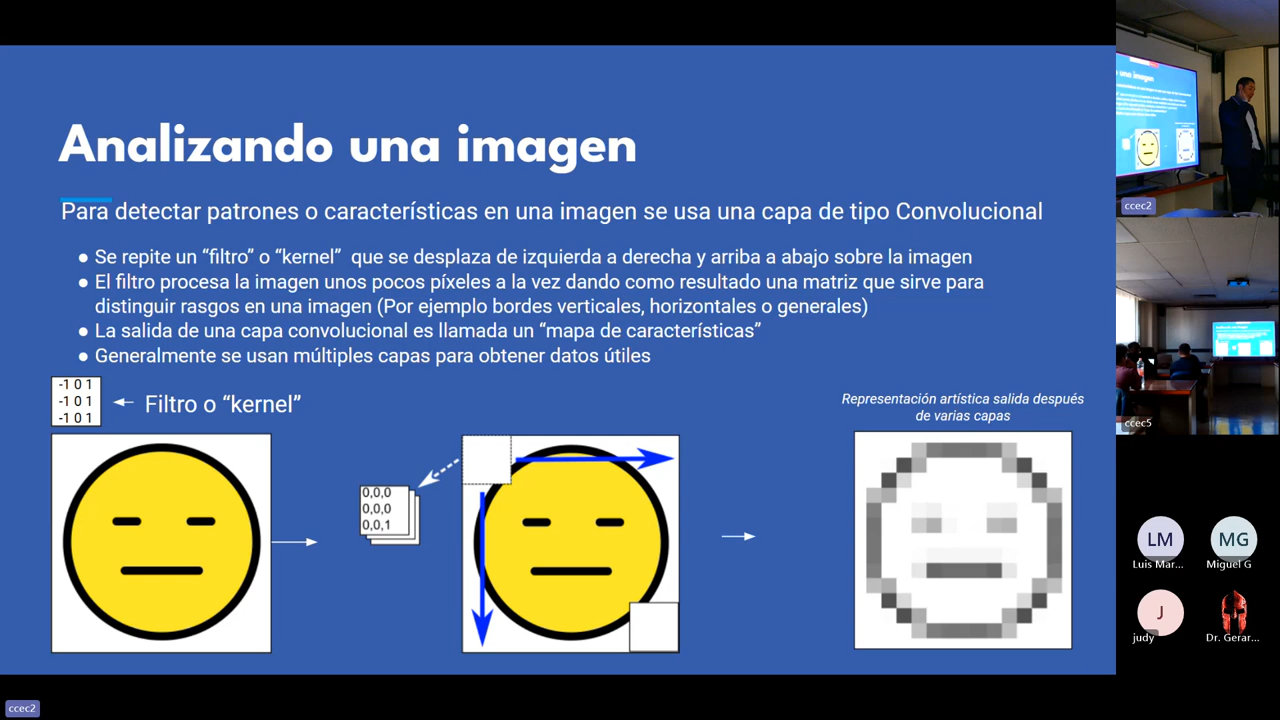 Analizando una imagen
Para detectar patrones o características en una imagen se usa una capa de tipo Convolucional
● Se repite un “filtro” o “kernel” que se desplaza de izquierda a derecha y arriba a abajo sobre la imagen
● El filtro procesa la imagen unos pocos píxeles a la vez dando como resultado una matriz que sirve para
distinguir rasgos en una imagen (Por ejemplo bordes verticales, horizontales o generales)
● La salida de una capa convolucional es llamada un “mapa de características”
● Generalmente se usan múltiples capas para obtener datos útiles
-1 0 1
-1 0 1
-1 0 1
Filtro o “kernel”
Representación artística salida después
de varias capas
0,0,0
0,0,0
0,0,1
ccec2
ccec5
LM
MG
Luis Mar...
Miguel G
J
judy
Dr. Gerar...
ccec2